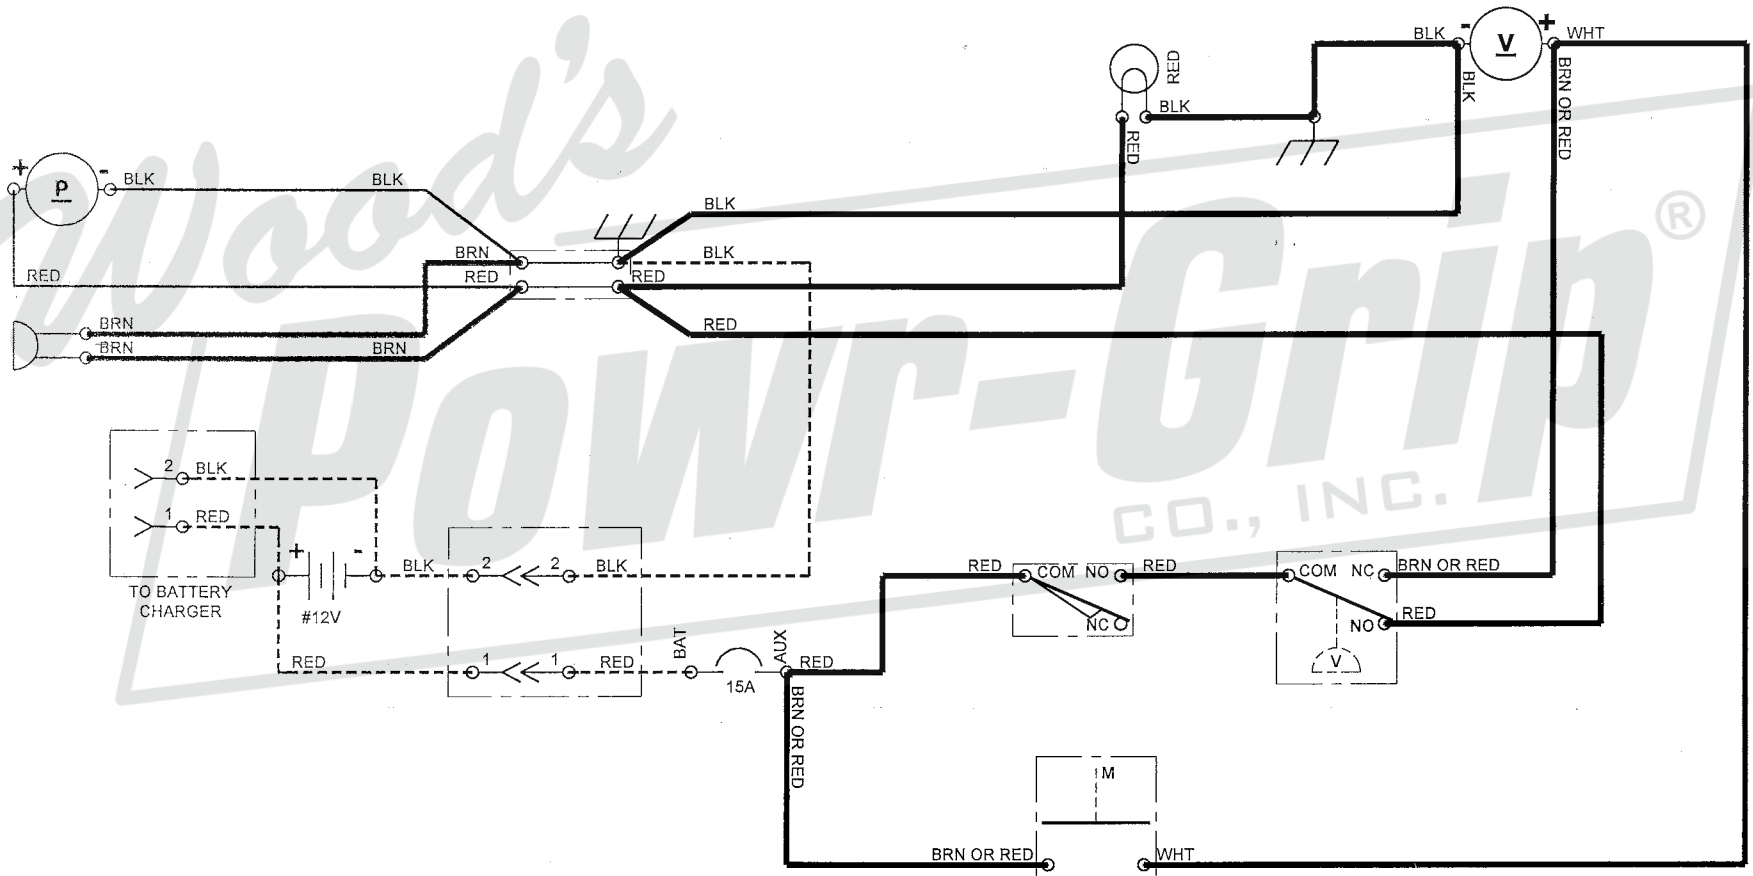 Wood's
Powr-Grip®
CO., INC.
BLK
- V +
WHT
BLK
BRN OR RED
RED
BLK
RED
+ P -
BLK
BLK
BLK
BRN
BLK
RED
RED
RED
BRN
BRN
BRN
RED
2
BLK
1
RED
TO BATTERY
CHARGER
+ -
#12V
BLK
2
2
BLK
RED
1
1
RED
BAT
15A
AUX
RED
BRN OR RED
RED
COM NO
NC
RED
COM NC
NO
V
BRN OR RED
RED
M
BRN OR RED
WHT